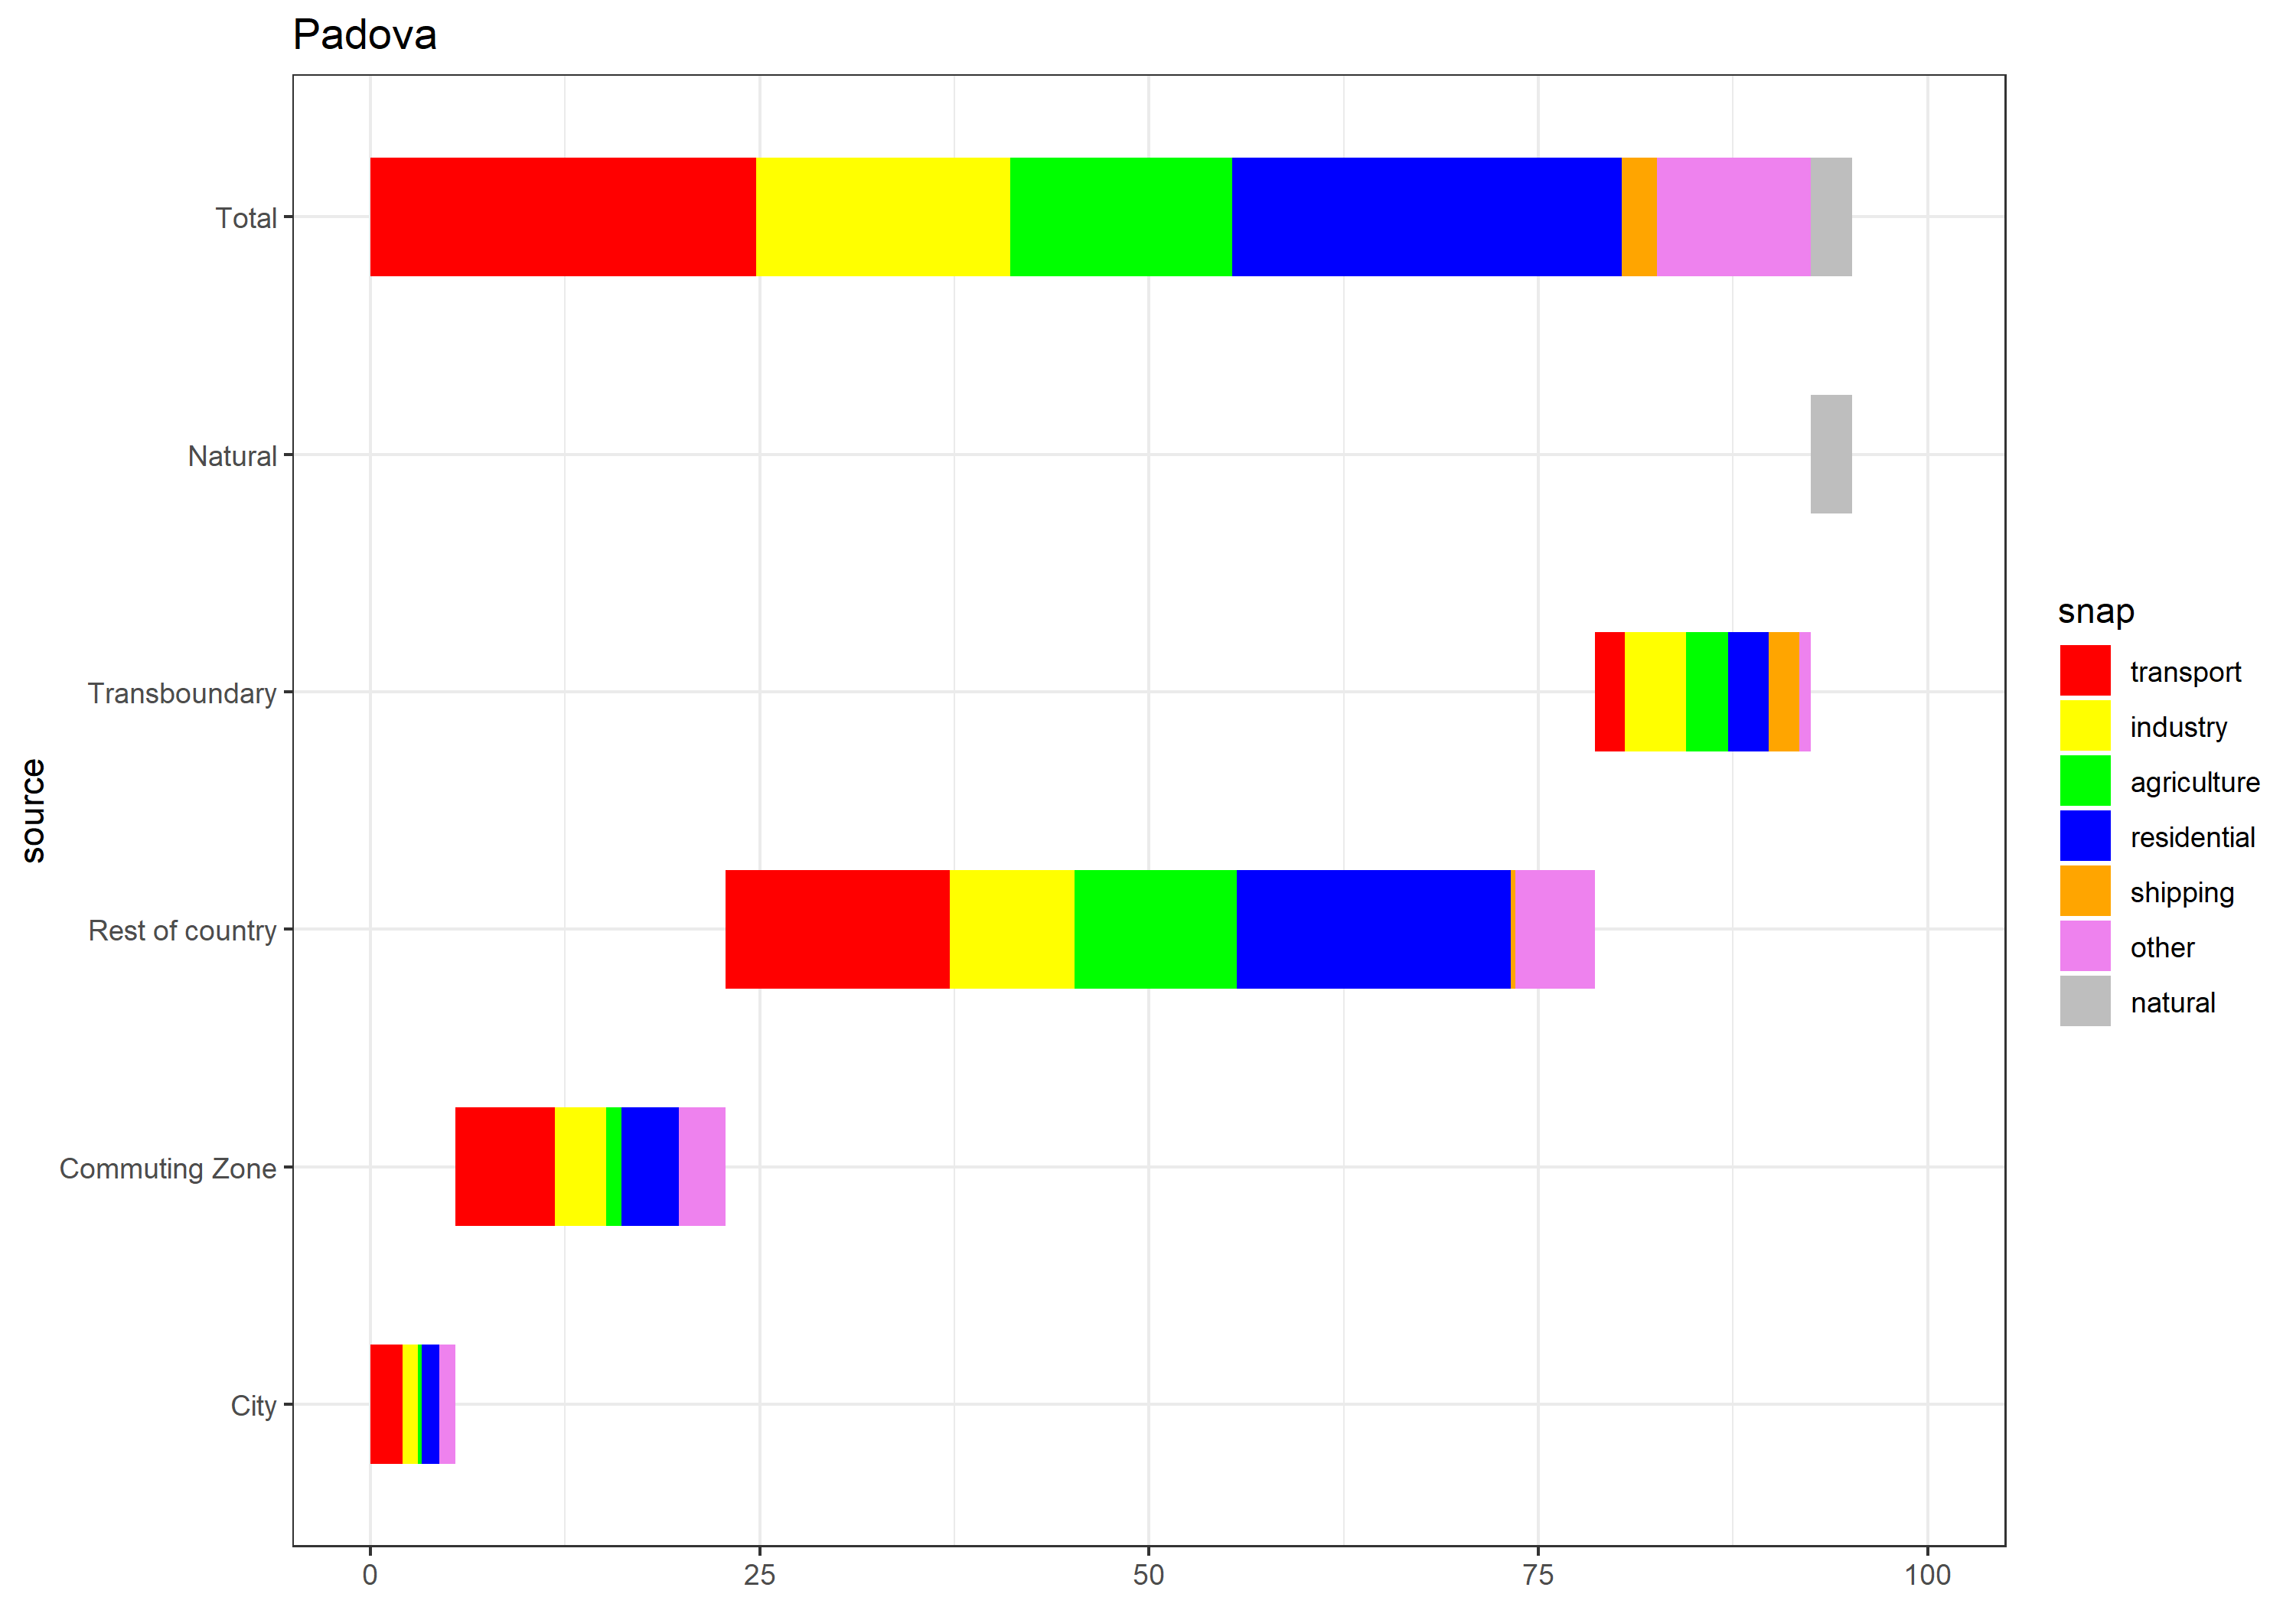 Padova
Total
Natural
Transboundary
Rest of country
Commuting Zone
City
source
0 25 50 75 100
snap
transport
industry
agriculture
residential
shipping
other
natural